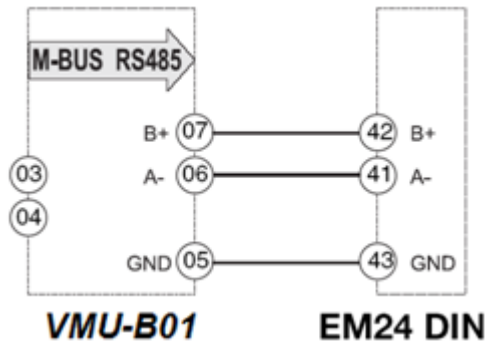 M-BUS RS485
B+ 07 42 B+
03 A- 06 41 A-
04
GND 05 43 GND
VMU-B01 EM24 DIN